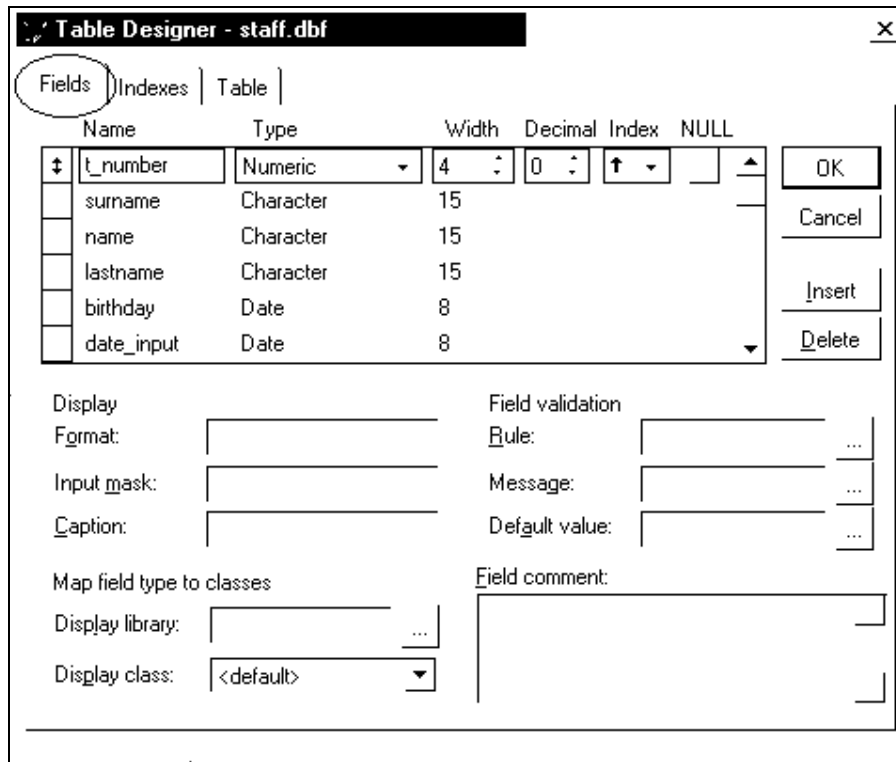 Table Designer - staff.dbf
Fields Indexes Table
Name Type Width Decimal Index NULL
t_number Numeric 4 0
surname Character 15
name Character 15
lastname Character 15
birthday Date 8
date_input Date 8
OK
Cancel
Insert
Delete
Display
Format:
Input mask:
Caption:
Field validation
Rule: ...
Message: ...
Default value: ...
Map field type to classes
Display library: ...
Display class: <default>
Field comment: